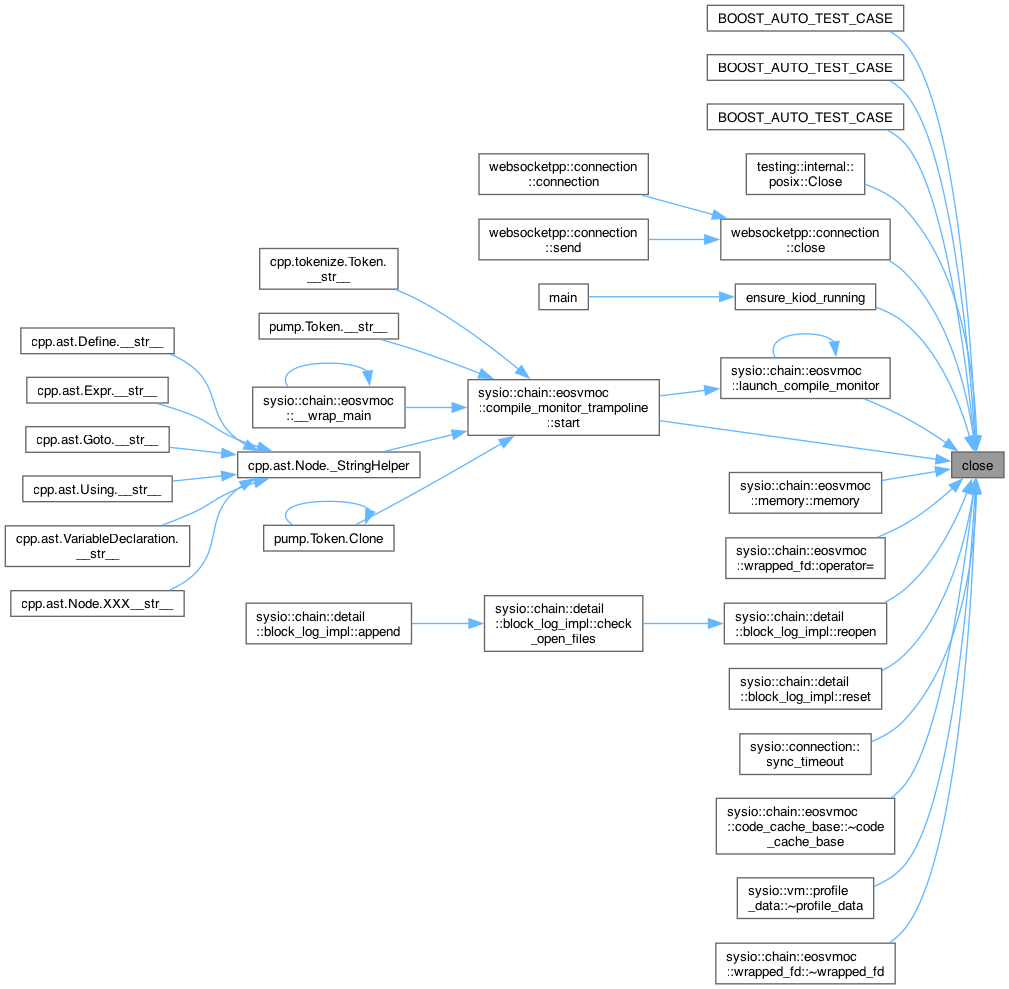 BOOST_AUTO_TEST_CASE
BOOST_AUTO_TEST_CASE
BOOST_AUTO_TEST_CASE
testing::internal::
posix::Close
websocketpp::connection
::connection
websocketpp::connection
::send
websocketpp::connection
::close
cpp.tokenize.Token.
__str__
main
ensure_kiod_running
pump.Token.__str__
cpp.ast.Define.__str__
cpp.ast.Expr.__str__
sysio::chain::eosvmoc
::__wrap_main
sysio::chain::eosvmoc
::compile_monitor_trampoline
::start
sysio::chain::eosvmoc
::launch_compile_monitor
cpp.ast.Goto.__str__
cpp.ast.Node._StringHelper
close
cpp.ast.Using.__str__
sysio::chain::eosvmoc
::memory::memory
cpp.ast.VariableDeclaration.
__str__
pump.Token.Clone
sysio::chain::eosvmoc
::wrapped_fd::operator=
cpp.ast.Node.XXX__str__
sysio::chain::detail
::block_log_impl::append
sysio::chain::detail
::block_log_impl::check
_open_files
sysio::chain::detail
::block_log_impl::reopen
sysio::chain::detail
::block_log_impl::reset
sysio::connection::
sync_timeout
sysio::chain::eosvmoc
::code_cache_base::~code
_cache_base
sysio::vm::profile
_data::~profile_data
sysio::chain::eosvmoc
::wrapped_fd::~wrapped_fd